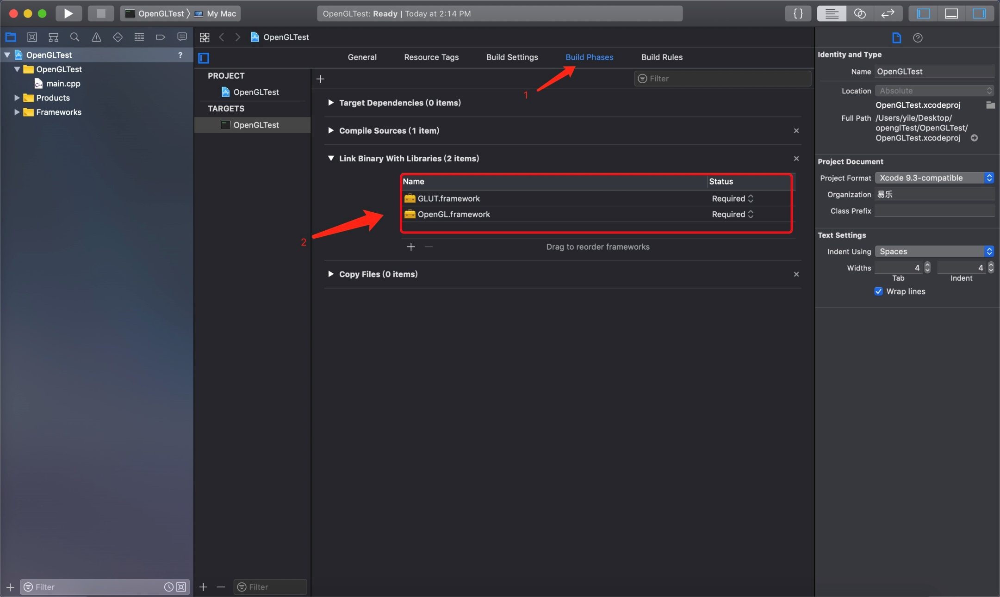 OpenGLTest 〉 My Mac
OpenGLTest: Ready | Today at 2:14 PM
{ }
OpenGLTest ?
OpenGLTest
main.cpp
Products
Frameworks
Filter
OpenGLTest
General Resource Tags Build Settings Build Phases Build Rules
PROJECT
OpenGLTest
TARGETS
OpenGLTest
Filter
Filter
1
Target Dependencies (0 items)
Compile Sources (1 item)
Link Binary With Libraries (2 items)
Name Status
GLUT.framework Required
OpenGL.framework Required
2
Drag to reorder frameworks
Copy Files (0 items)
Identity and Type
Name OpenGLTest
Location Absolute
OpenGLTest.xcodeproj
Full Path /Users/yile/Desktop/
openglTest/OpenGLTest/
OpenGLTest.xcodeproj
Project Document
Project Format Xcode 9.3-compatible
Organization 易乐
Class Prefix
Text Settings
Indent Using Spaces
Widths 4 4
Tab Indent
Wrap lines